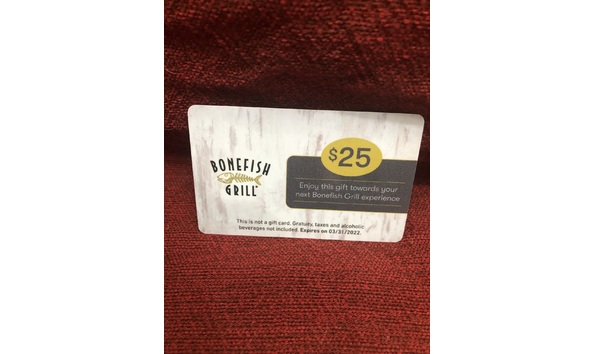 BONEFISH
GRILL
$25
Enjoy this gift towards your
next Bonefish Grill experience
This is not a gift card. Gratuity, taxes and alcoholic
beverages not included. Expires on 03/31/2022.